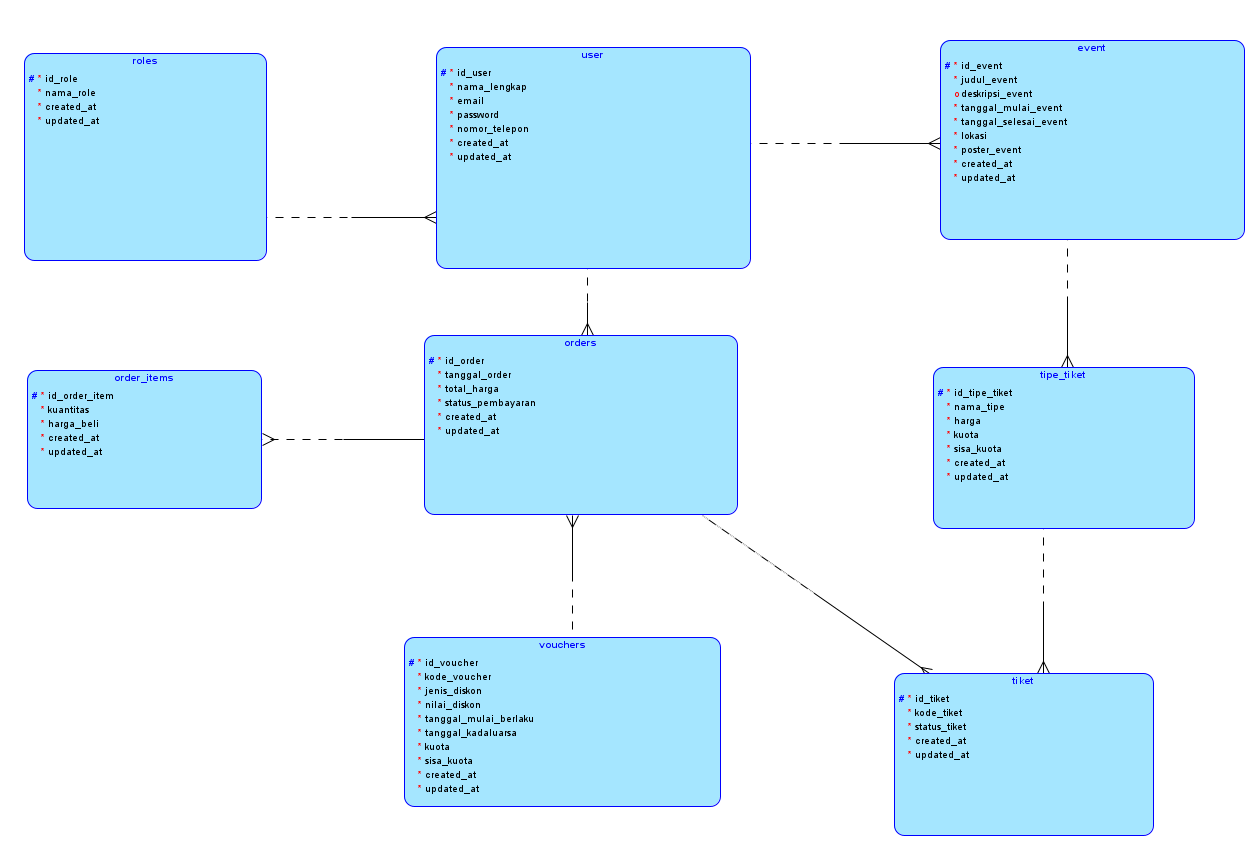 roles
# * id_role
* nama_role
* created_at
* updated_at
user
# * id_user
* nama_lengkap
* email
* password
* nomor_telepon
* created_at
* updated_at
event
# * id_event
* judul_event
o deskripsi_event
* tanggal_mulai_event
* tanggal_selesai_event
* lokasi
* poster_event
* created_at
* updated_at
order_items
# * id_order_item
* kuantitas
* harga_beli
* created_at
* updated_at
orders
# * id_order
* tanggal_order
* total_harga
* status_pembayaran
* created_at
* updated_at
tipe_tiket
# * id_tipe_tiket
* nama_tipe
* harga
* kuota
* sisa_kuota
* created_at
* updated_at
vouchers
# * id_voucher
* kode_voucher
* jenis_diskon
* nilai_diskon
* tanggal_mulai_berlaku
* tanggal_kadaluarsa
* kuota
* sisa_kuota
* created_at
* updated_at
tiket
# * id_tiket
* kode_tiket
* status_tiket
* created_at
* updated_at